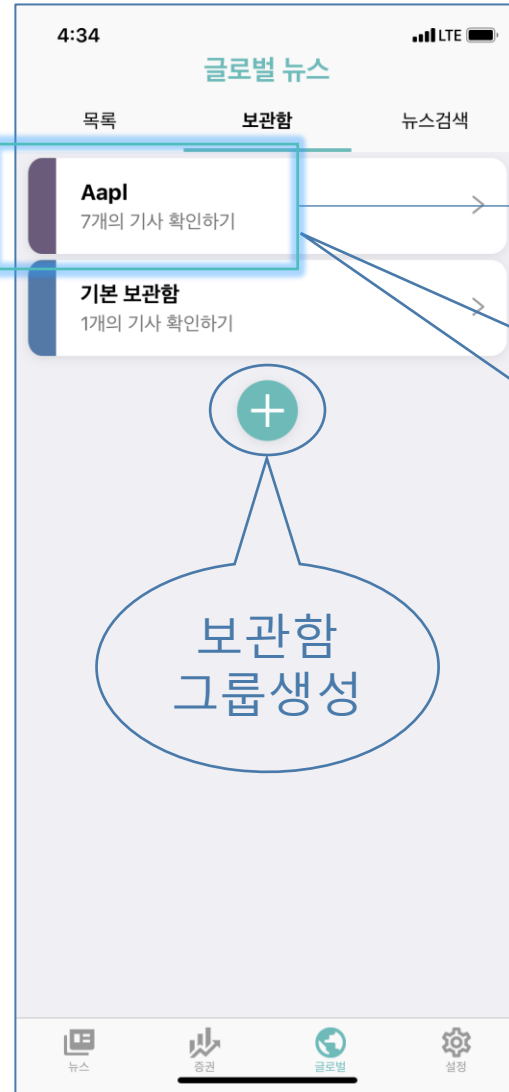 4:34 LTE
글로벌 뉴스
목록 보관함 뉴스검색
Aapl
7개의 기사 확인하기
기본 보관함
1개의 기사 확인하기
보관함
그룹생성
뉴스 증권 글로벌 설정